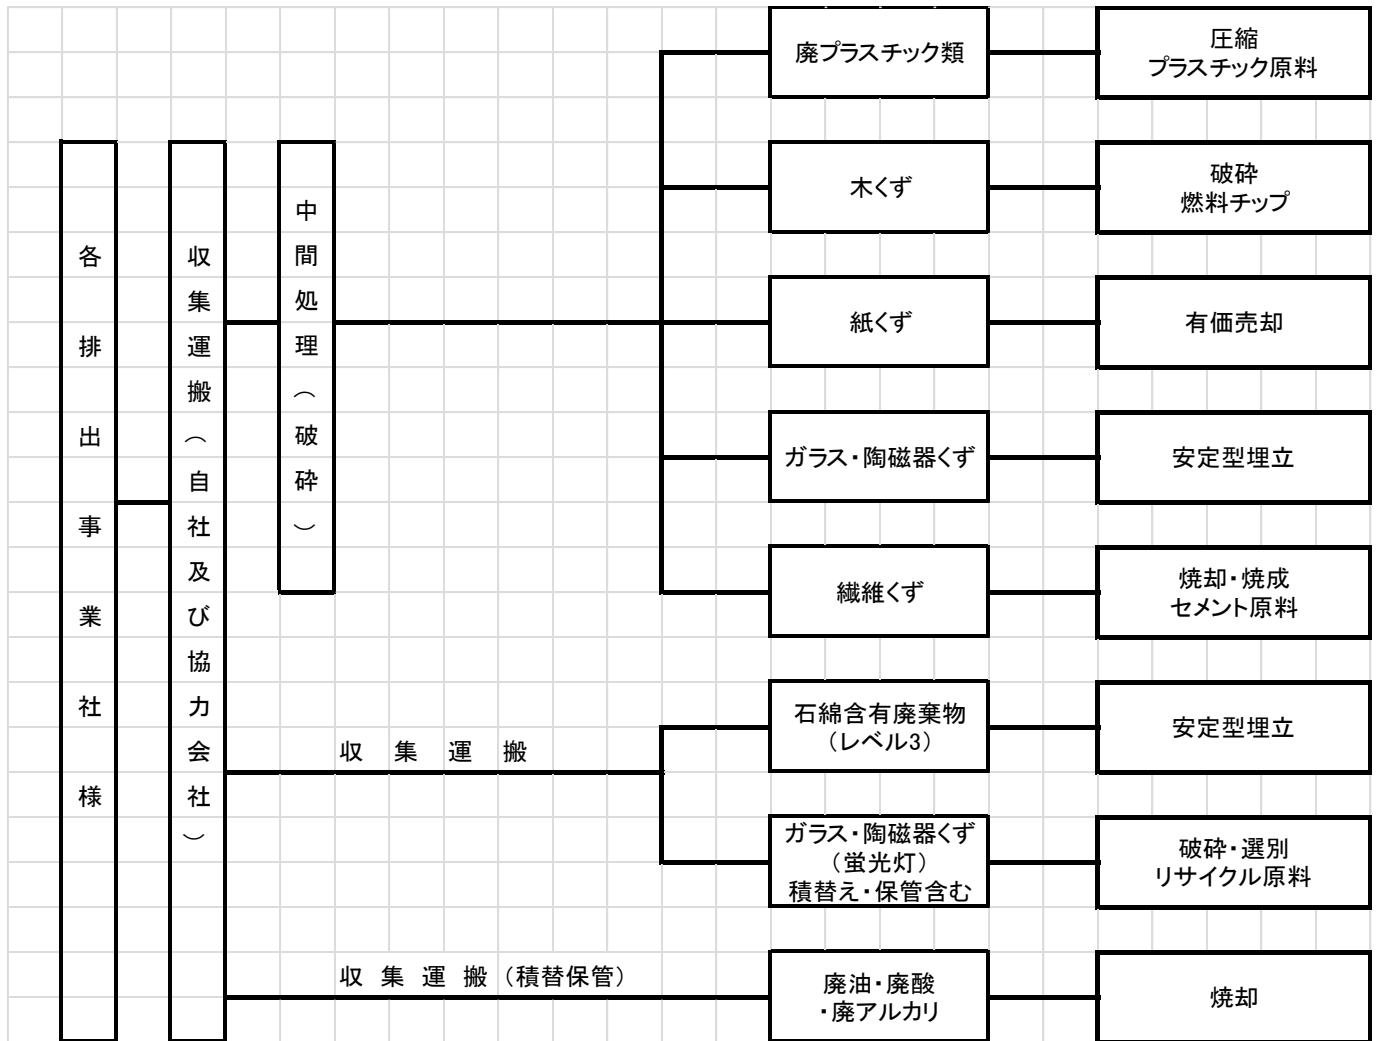 各排出事業社様
収集運搬（自社及び協力会社）
中間処理（破砕）
廃プラスチック類
圧縮
プラスチック原料
木くず
破砕
燃料チップ
紙くず
有価売却
ガラス・陶磁器くず
安定型埋立
繊維くず
焼却・焼成
セメント原料
収集運搬
石綿含有廃棄物
（レベル3）
安定型埋立
ガラス・陶磁器くず
（蛍光灯）
積替え・保管含む
破砕・選別
リサイクル原料
収集運搬（積替保管）
廃油・廃酸
・廃アルカリ
焼却